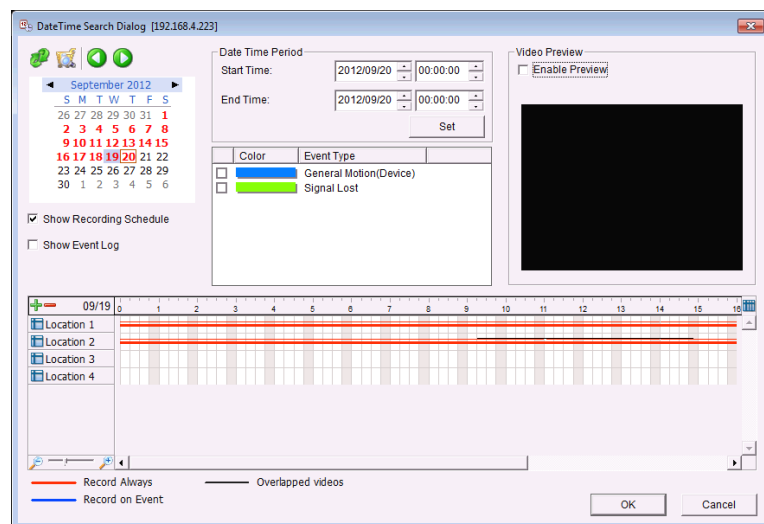 DateTime Search Dialog [192.168.4.223]
September 2012
S M T W T F S
26 27 28 29 30 31 1
2 3 4 5 6 7 8
9 10 11 12 13 14 15
16 17 18 19 20 21 22
23 24 25 26 27 28 29
30 1 2 3 4 5 6
Show Recording Schedule
Show Event Log
Date Time Period
Start Time: 2012/09/20 00:00:00
End Time: 2012/09/20 00:00:00
Set
Color Event Type
General Motion(Device)
Signal Lost
Video Preview
Enable Preview
09/19 0 1 2 3 4 5 6 7 8 9 10 11 12 13 14 15 16
Location 1
Location 2
Location 3
Location 4
Record Always Overlapped videos
Record on Event
OK Cancel